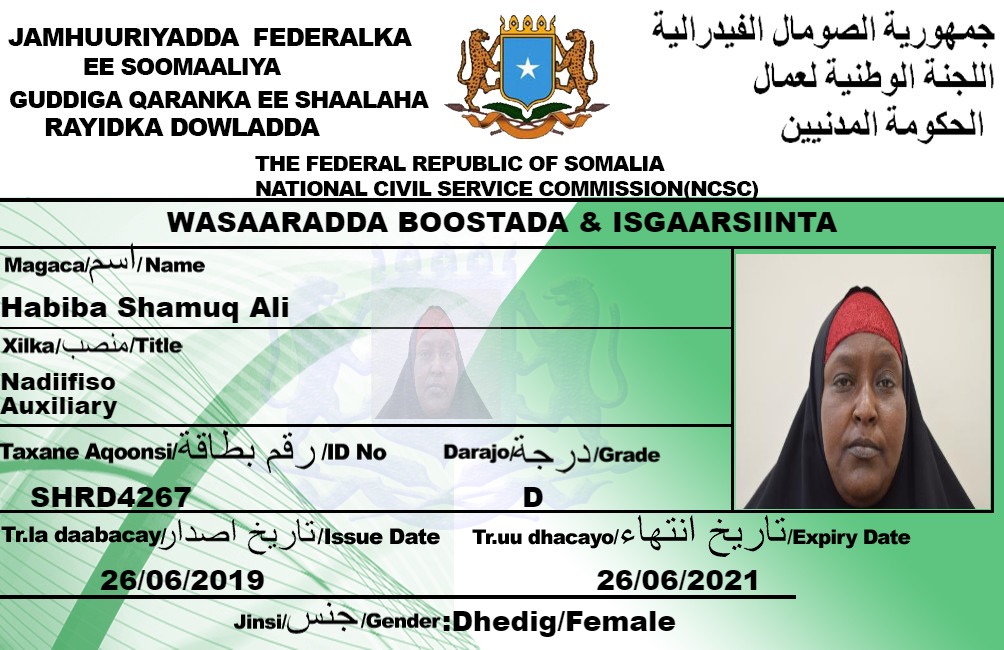 JAMHUURIYADDA FEDERALKA
EE SOOMAALIYA
GUDDIGA QARANKA EE SHAALAHA
RAYIDKA DOWLADDA
جمهورية الصومال الفيدرالية
اللجنة الوطنية لعمال
الحكومة المدنيين
THE FEDERAL REPUBLIC OF SOMALIA
NATIONAL CIVIL SERVICE COMMISSION(NCSC)
WASAARADDA BOOSTADA & ISGAARSIINTA
Magaca/اسم/Name
Habiba Shamuq Ali
Xilka/منصب/Title
Nadiifiso
Auxiliary
Taxane Aqoonsi/رقم بطاقة/ID No
SHRD4267
Darajo/درجة/Grade
D
Tr.la daabacay/تاريخ اصدار/Issue Date
26/06/2019
Tr.uu dhacayo/تاريخ انتهاء/Expiry Date
26/06/2021
Jinsi/جنس/Gender:Dhedig/Female